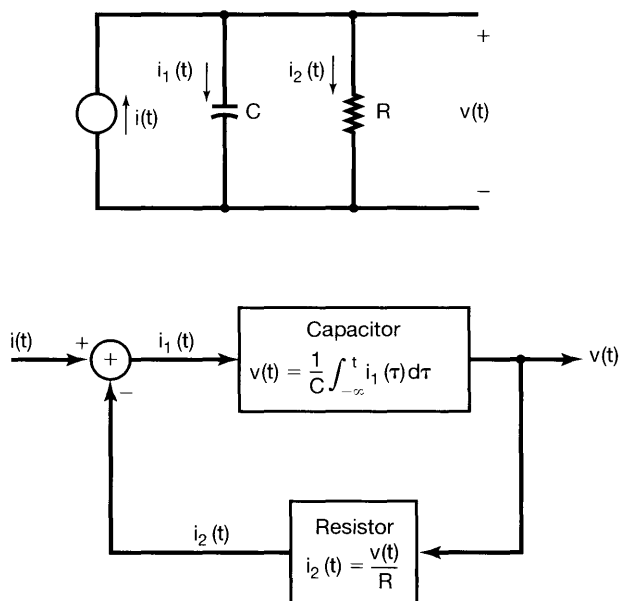 i₁ (t) i₂ (t) +
i(t) C R v(t)
−
i(t) + + i₁ (t) Capacitor v(t)
v(t) = 1/C ∫₋∞ᵗ i₁ (τ) dτ
−
i₂ (t) Resistor
i₂ (t) = v(t)/R